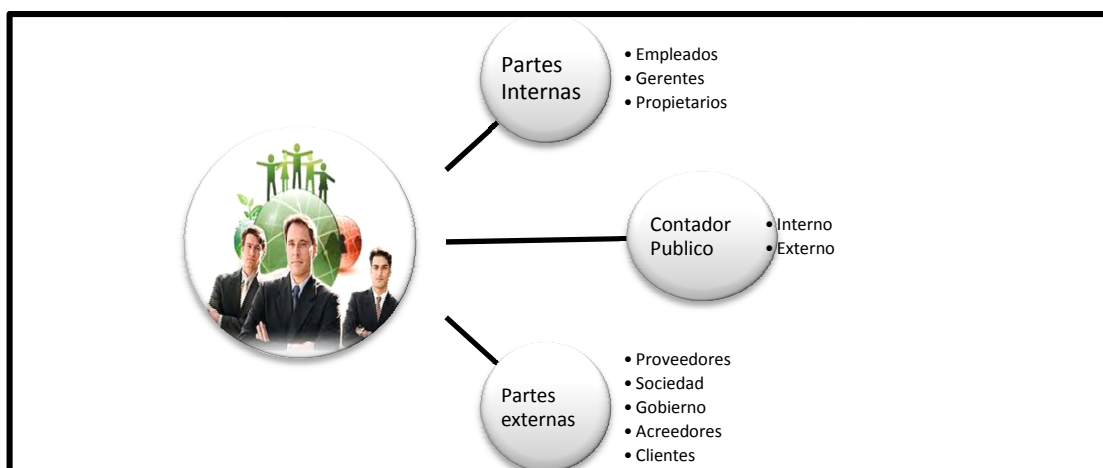 Partes
Internas
• Empleados
• Gerentes
• Propietarios
Contador
Publico
• Interno
• Externo
Partes
externas
• Proveedores
• Sociedad
• Gobierno
• Acreedores
• Clientes